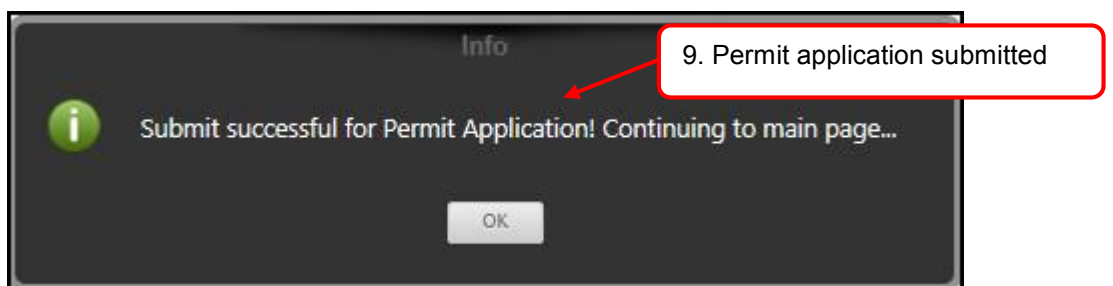 Info
9. Permit application submitted
Submit successful for Permit Application! Continuing to main page...
OK